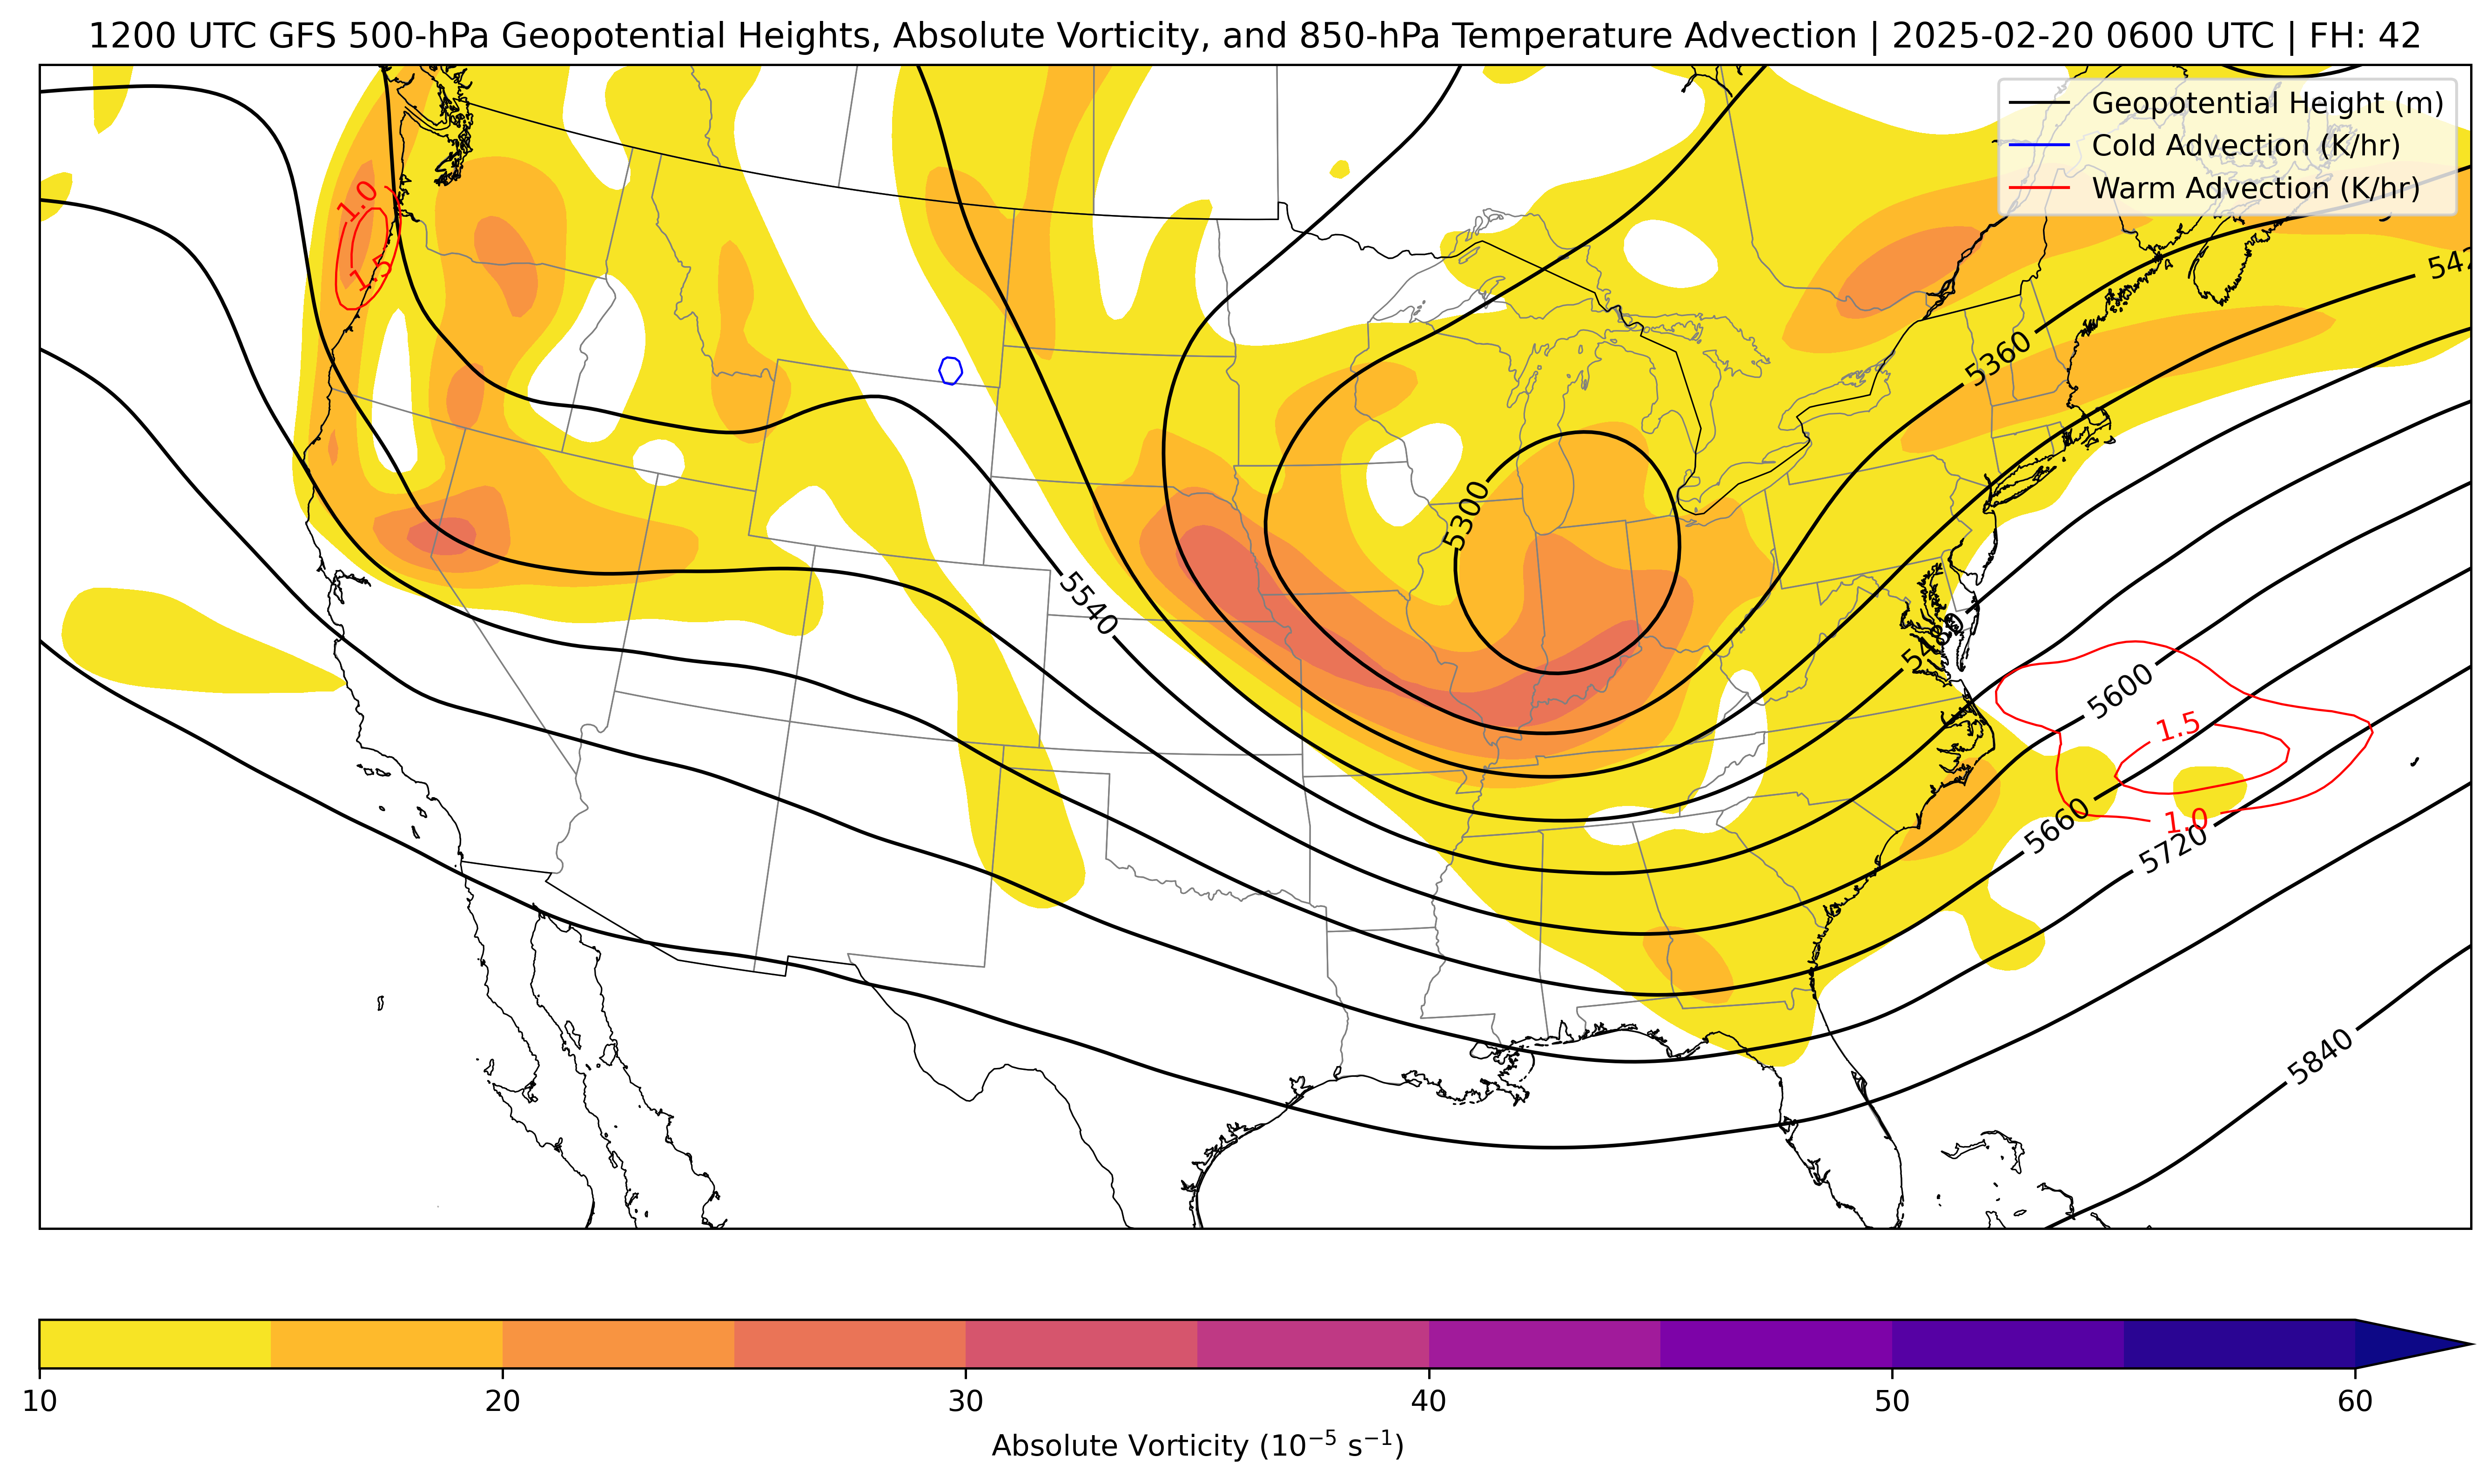 1200 UTC GFS 500-hPa Geopotential Heights, Absolute Vorticity, and 850-hPa Temperature Advection | 2025-02-20 0600 UTC | FH: 42
Geopotential Height (m)
Cold Advection (K/hr)
Warm Advection (K/hr)
1.0
1.5
542
5360
5300
5540
5480
5600
1.5
1.0
5660
5720
5840
10 20 30 40 50 60
Absolute Vorticity (10⁻⁵ s⁻¹)